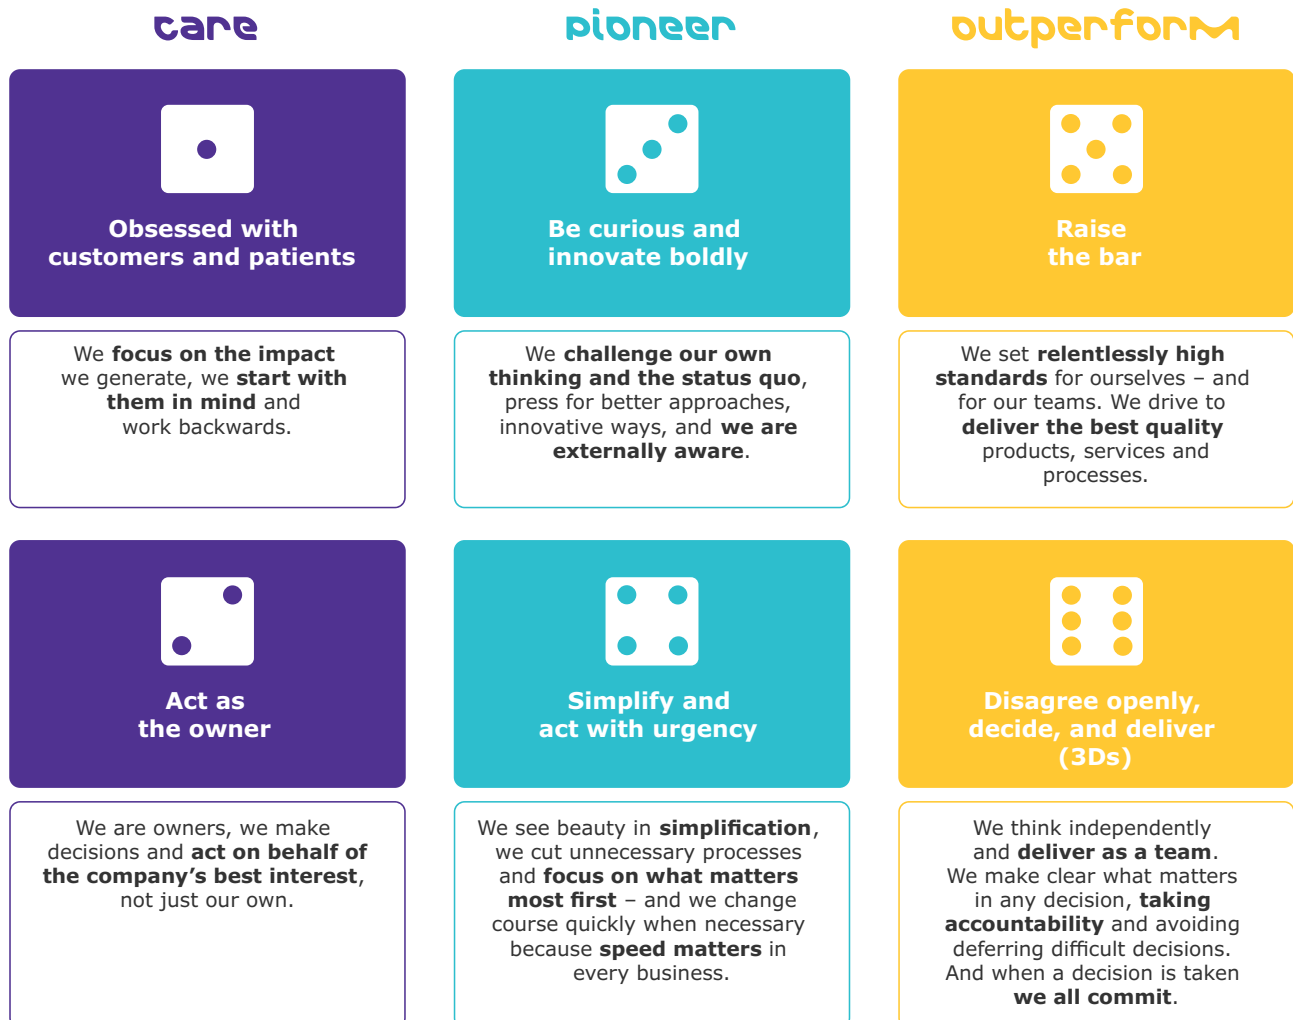 care
pioneer
outperform
Obsessed with
customers and patients
Be curious and
innovate boldly
Raise
the bar
We focus on the impact
we generate, we start with
them in mind and
work backwards.
We challenge our own
thinking and the status quo,
press for better approaches,
innovative ways, and we are
externally aware.
We set relentlessly high
standards for ourselves – and
for our teams. We drive to
deliver the best quality
products, services and
processes.
Act as
the owner
Simplify and
act with urgency
Disagree openly,
decide, and deliver
(3Ds)
We are owners, we make
decisions and act on behalf of
the company’s best interest,
not just our own.
We see beauty in simplification,
we cut unnecessary processes
and focus on what matters
most first – and we change
course quickly when necessary
because speed matters in
every business.
We think independently
and deliver as a team.
We make clear what matters
in any decision, taking
accountability and avoiding
deferring difficult decisions.
And when a decision is taken
we all commit.